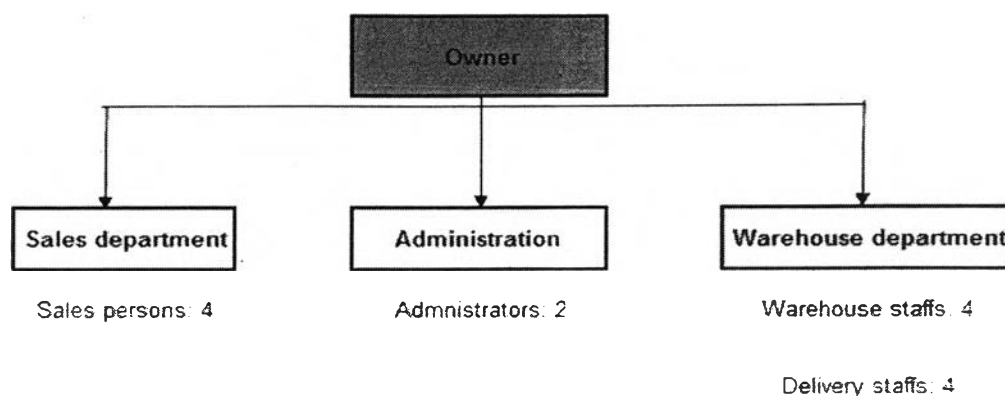 Owner
Sales department
Administration
Warehouse department
Sales persons: 4
Admnistrators: 2
Warehouse staffs: 4
Delivery staffs: 4